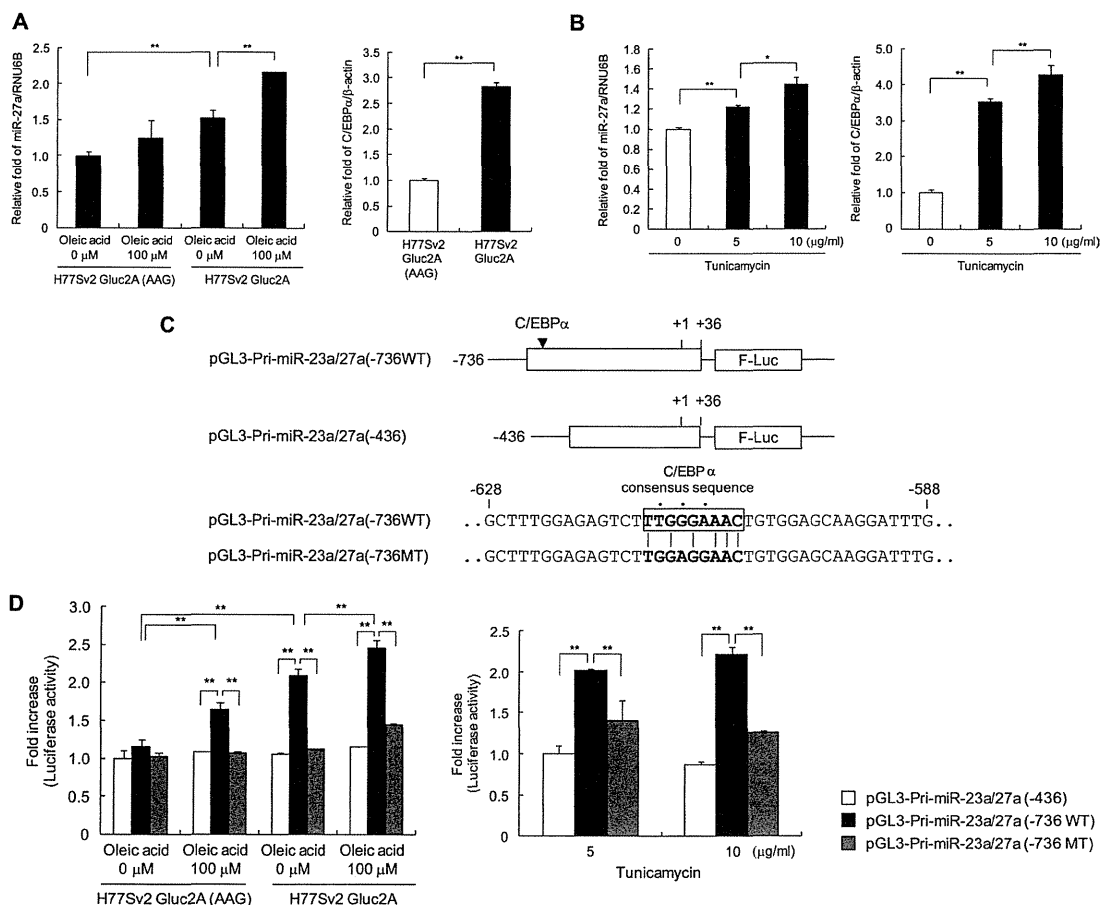 A
Relative fold of miR-27a/RNU6B
2.5
2.0
1.5
1.0
0.5
0
**
**
Oleic acid 0 μM
Oleic acid 100 μM
Oleic acid 0 μM
Oleic acid 100 μM
H77Sv2 Gluc2A (AAG)
H77Sv2 Gluc2A
Relative fold of C/EBPα/β-actin
3.5
3.0
2.5
2.0
1.5
1.0
0.5
0
**
H77Sv2 Gluc2A (AAG)
H77Sv2 Gluc2A
B
Relative fold of miR-27a/RNU6B
1.6
1.4
1.2
1.0
0.8
0.6
0.4
0.2
0
**
*
0
5
10 (μg/ml)
Tunicamycin
Relative fold of C/EBPα/β-actin
5.0
4.0
3.0
2.0
1.0
0
**
**
0
5
10 (μg/ml)
Tunicamycin
C
C/EBPα
+1 +36
pGL3-Pri-miR-23a/27a(-736WT)
-736
F-Luc
+1 +36
pGL3-Pri-miR-23a/27a(-436)
-436
F-Luc
C/EBPα
consensus sequence
-628
-588
pGL3-Pri-miR-23a/27a(-736WT) ..GCTTTGGAGAGTCTTTGGGAAACTGTGGAGCAAGGATTTG..
pGL3-Pri-miR-23a/27a(-736MT) ..GCTTTGGAGAGTCTTGGAGGAACTGTGGAGCAAGGATTTG..
D
Fold increase
(Luciferase activity)
3.0
2.5
2.0
1.5
1.0
0.5
0
**
**
**
** **
** **
** **
Oleic acid 0 μM
Oleic acid 100 μM
Oleic acid 0 μM
Oleic acid 100 μM
H77Sv2 Gluc2A (AAG)
H77Sv2 Gluc2A
Fold increase
(Luciferase activity)
2.5
2.0
1.5
1.0
0.5
0
** **
** **
5
10 (μg/ml)
Tunicamycin
pGL3-Pri-miR-23a/27a (-436)
pGL3-Pri-miR-23a/27a (-736 WT)
pGL3-Pri-miR-23a/27a (-736 MT)